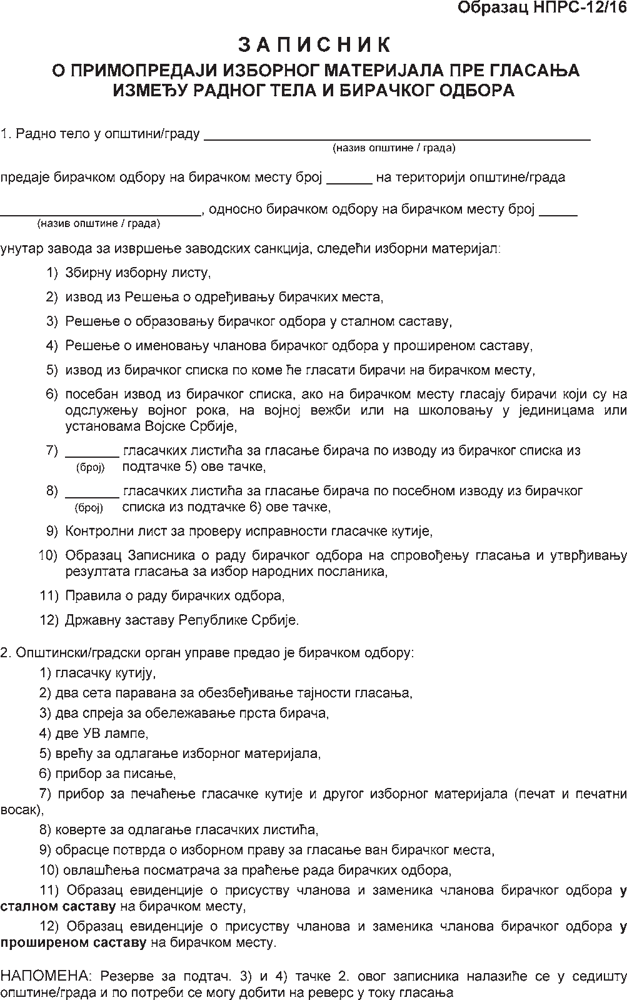 Образац НПРС-12/16
З А П И С Н И К
О ПРИМОПРЕДАЈИ ИЗБОРНОГ МАТЕРИЈАЛА ПРЕ ГЛАСАЊА
ИЗМЕЂУ РАДНОГ ТЕЛА И БИРАЧКОГ ОДБОРА
1. Радно тело у општини/граду ____________________
(назив општине / града)
предаје бирачком одбору на бирачком месту број ______ на територији општине/града
____________________, односно бирачком одбору на бирачком месту број _____
(назив општине / града)
унутар завода за извршење заводских санкција, следећи изборни материјал:
1) Збирну изборну листу,
2) извод из Решења о одређивању бирачких места,
3) Решење о образовању бирачког одбора у сталном саставу,
4) Решење о именовању чланова бирачког одбора у проширеном саставу,
5) извод из бирачког списка по коме ће гласати бирачи на бирачком месту,
6) посебан извод из бирачког списка, ако на бирачком месту гласају бирачи који су на
одслужењу војног рока, на војној вежби или на школовању у јединицама или
установама Војске Србије,
7) _______ гласачких листића за гласање бирача по изводу из бирачког списка из
(број) подтачке 5) ове тачке,
8) _______ гласачких листића за гласање бирача по посебном изводу из бирачког
(број) списка из подтачке 6) ове тачке,
9) Контролни лист за проверу исправности гласачке кутије,
10) Образац Записника о раду бирачког одбора на спровођењу гласања и утврђивању
резултата гласања за избор народних посланика,
11) Правила о раду бирачких одбора,
12) Државну заставу Републике Србије.
2. Општински/градски орган управе предао је бирачком одбору:
1) гласачку кутију,
2) два сета паравана за обезбеђивање тајности гласања,
3) два спреја за обележавање прста бирача,
4) две УВ лампе,
5) врећу за одлагање изборног материјала,
6) прибор за писање,
7) прибор за печаћење гласачке кутије и другог изборног материјала (печат и печатни
восак),
8) коверте за одлагање гласачких листића,
9) обрасце потврда о изборном праву за гласање ван бирачког места,
10) овлашћења посматрача за праћење рада бирачких одбора,
11) Образац евиденције о присуству чланова и заменика чланова бирачког одбора у
сталном саставу на бирачком месту,
12) Образац евиденције о присуству чланова и заменика чланова бирачког одбора у
проширеном саставу на бирачком месту.
НАПОМЕНА: Резерве за подтач. 3) и 4) тачке 2. овог записника налазиће се у седишту
општине/града и по потреби се могу добити на реверс у току гласања